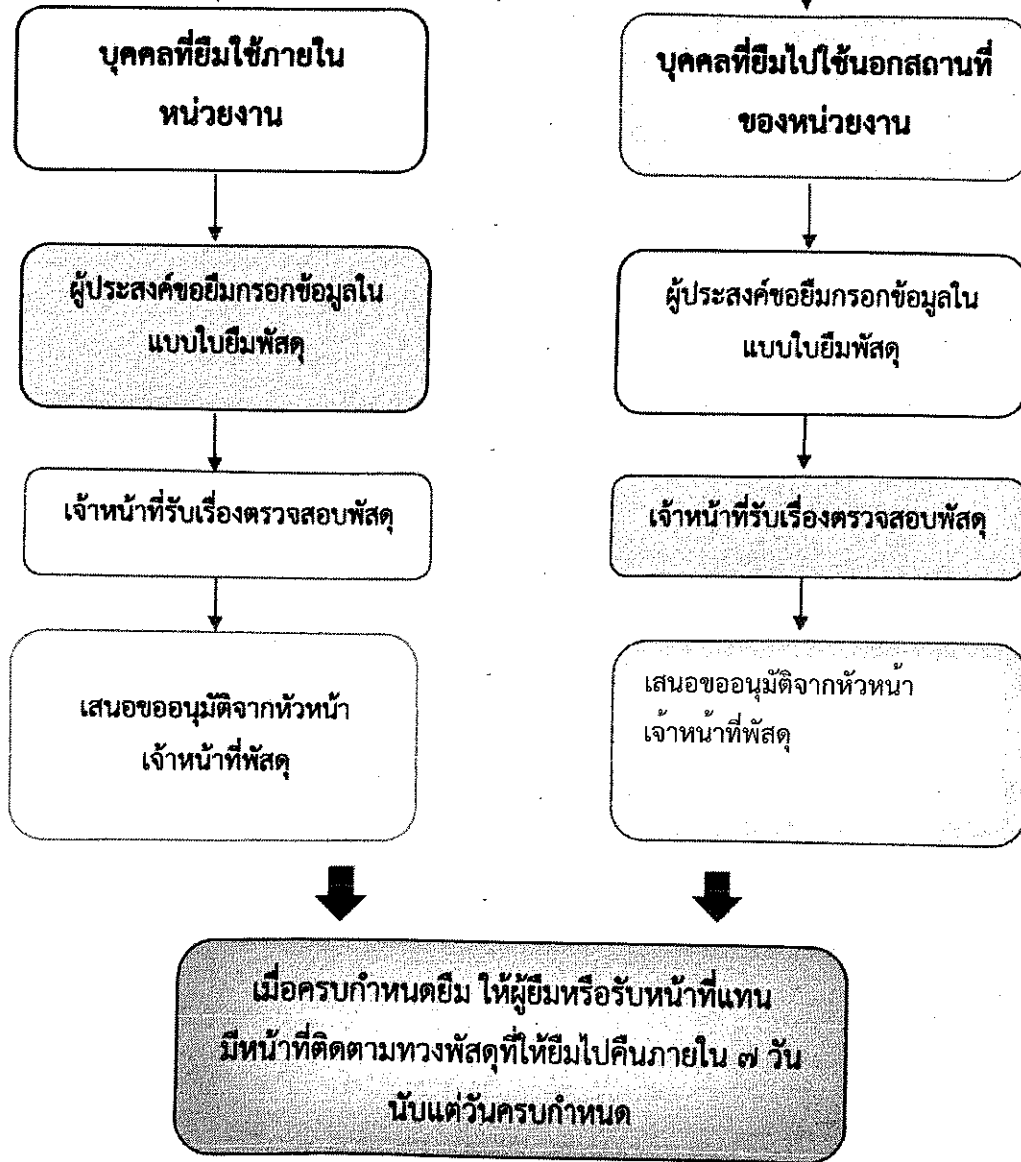 บุคคลที่ยืมใช้ภายใน
หน่วยงาน
ผู้ประสงค์ขอยืมกรอกข้อมูลใน
แบบใบยืมพัสดุ
เจ้าหน้าที่รับเรื่องตรวจสอบพัสดุ
เสนอขออนุมัติจากหัวหน้า
เจ้าหน้าที่พัสดุ
บุคคลที่ยืมไปใช้นอกสถานที่
ของหน่วยงาน
ผู้ประสงค์ขอยืมกรอกข้อมูลใน
แบบใบยืมพัสดุ
เจ้าหน้าที่รับเรื่องตรวจสอบพัสดุ
เสนอขออนุมัติจากหัวหน้า
เจ้าหน้าที่พัสดุ
เมื่อครบกำหนดยืม ให้ผู้ยืมหรือรับหน้าที่แทน
มีหน้าที่ติดตามทวงพัสดุที่ให้ยืมไปคืนภายใน ๗ วัน
นับแต่วันครบกำหนด